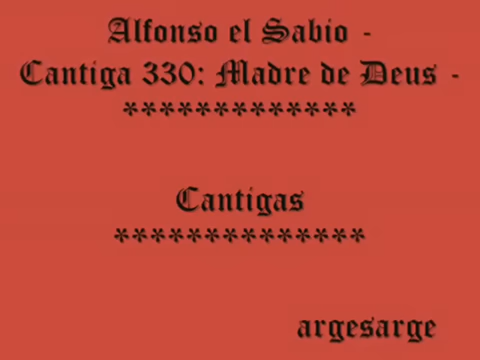 Alfonso el Sabio -
Cantiga 330: Madre de Deus -
*************
Cantigas
**************
argesarge